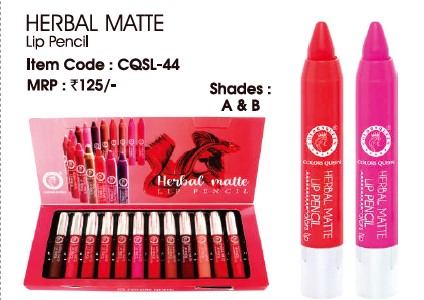 HERBAL MATTE
Lip Pencil
Item Code : CQSL-44
MRP : ₹125/-
Shades :
A & B
Herbal matte
LIP PENCIL
COLORS QUEEN
HERBAL MATTE
LIP PENCIL
COLORS QUEEN
HERBAL MATTE
LIP PENCIL